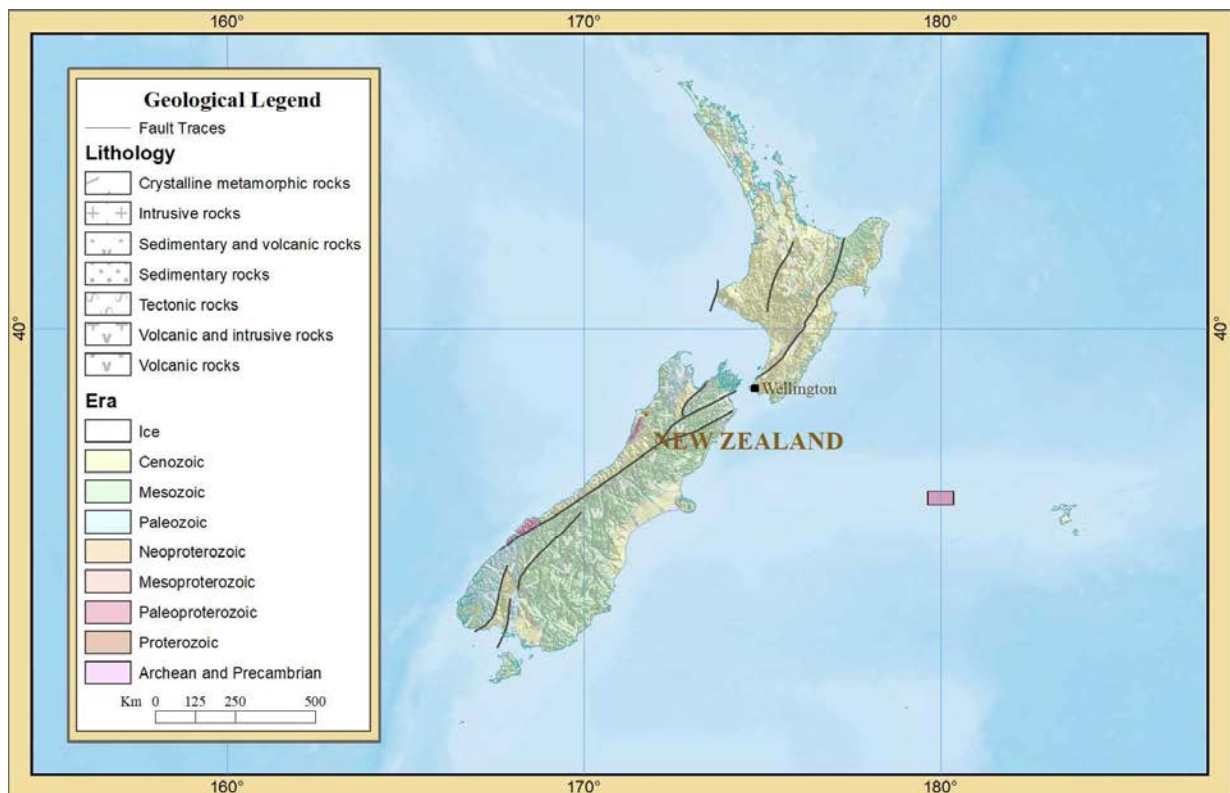 160°
170°
180°
Geological Legend
Fault Traces
Lithology
Crystalline metamorphic rocks
Intrusive rocks
Sedimentary and volcanic rocks
Sedimentary rocks
Tectonic rocks
Volcanic and intrusive rocks
Volcanic rocks
Era
Ice
Cenozoic
Mesozoic
Paleozoic
Neoproterozoic
Mesoproterozoic
Paleoproterozoic
Proterozoic
Archean and Precambrian
Km 0 125 250 500
40°
40°
Wellington
NEW ZEALAND
160°
170°
180°